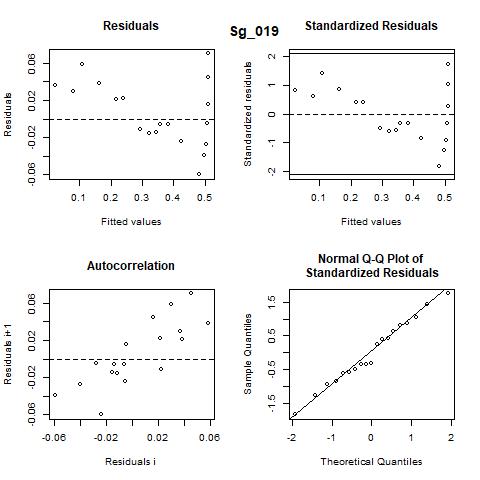 Sg_019
Residuals
Residuals
-0.06 -0.02 0.02 0.06
0.1 0.2 0.3 0.4 0.5
Fitted values
Standardized Residuals
Standardized residuals
-2 -1 0 1 2
0.1 0.2 0.3 0.4 0.5
Fitted values
Autocorrelation
Residuals i+1
-0.06 -0.02 0.02 0.06
-0.06 -0.02 0.02 0.06
Residuals i
Normal Q-Q Plot of
Standardized Residuals
Sample Quantiles
-1.5 -0.5 0.5 1.5
-2 -1 0 1 2
Theoretical Quantiles